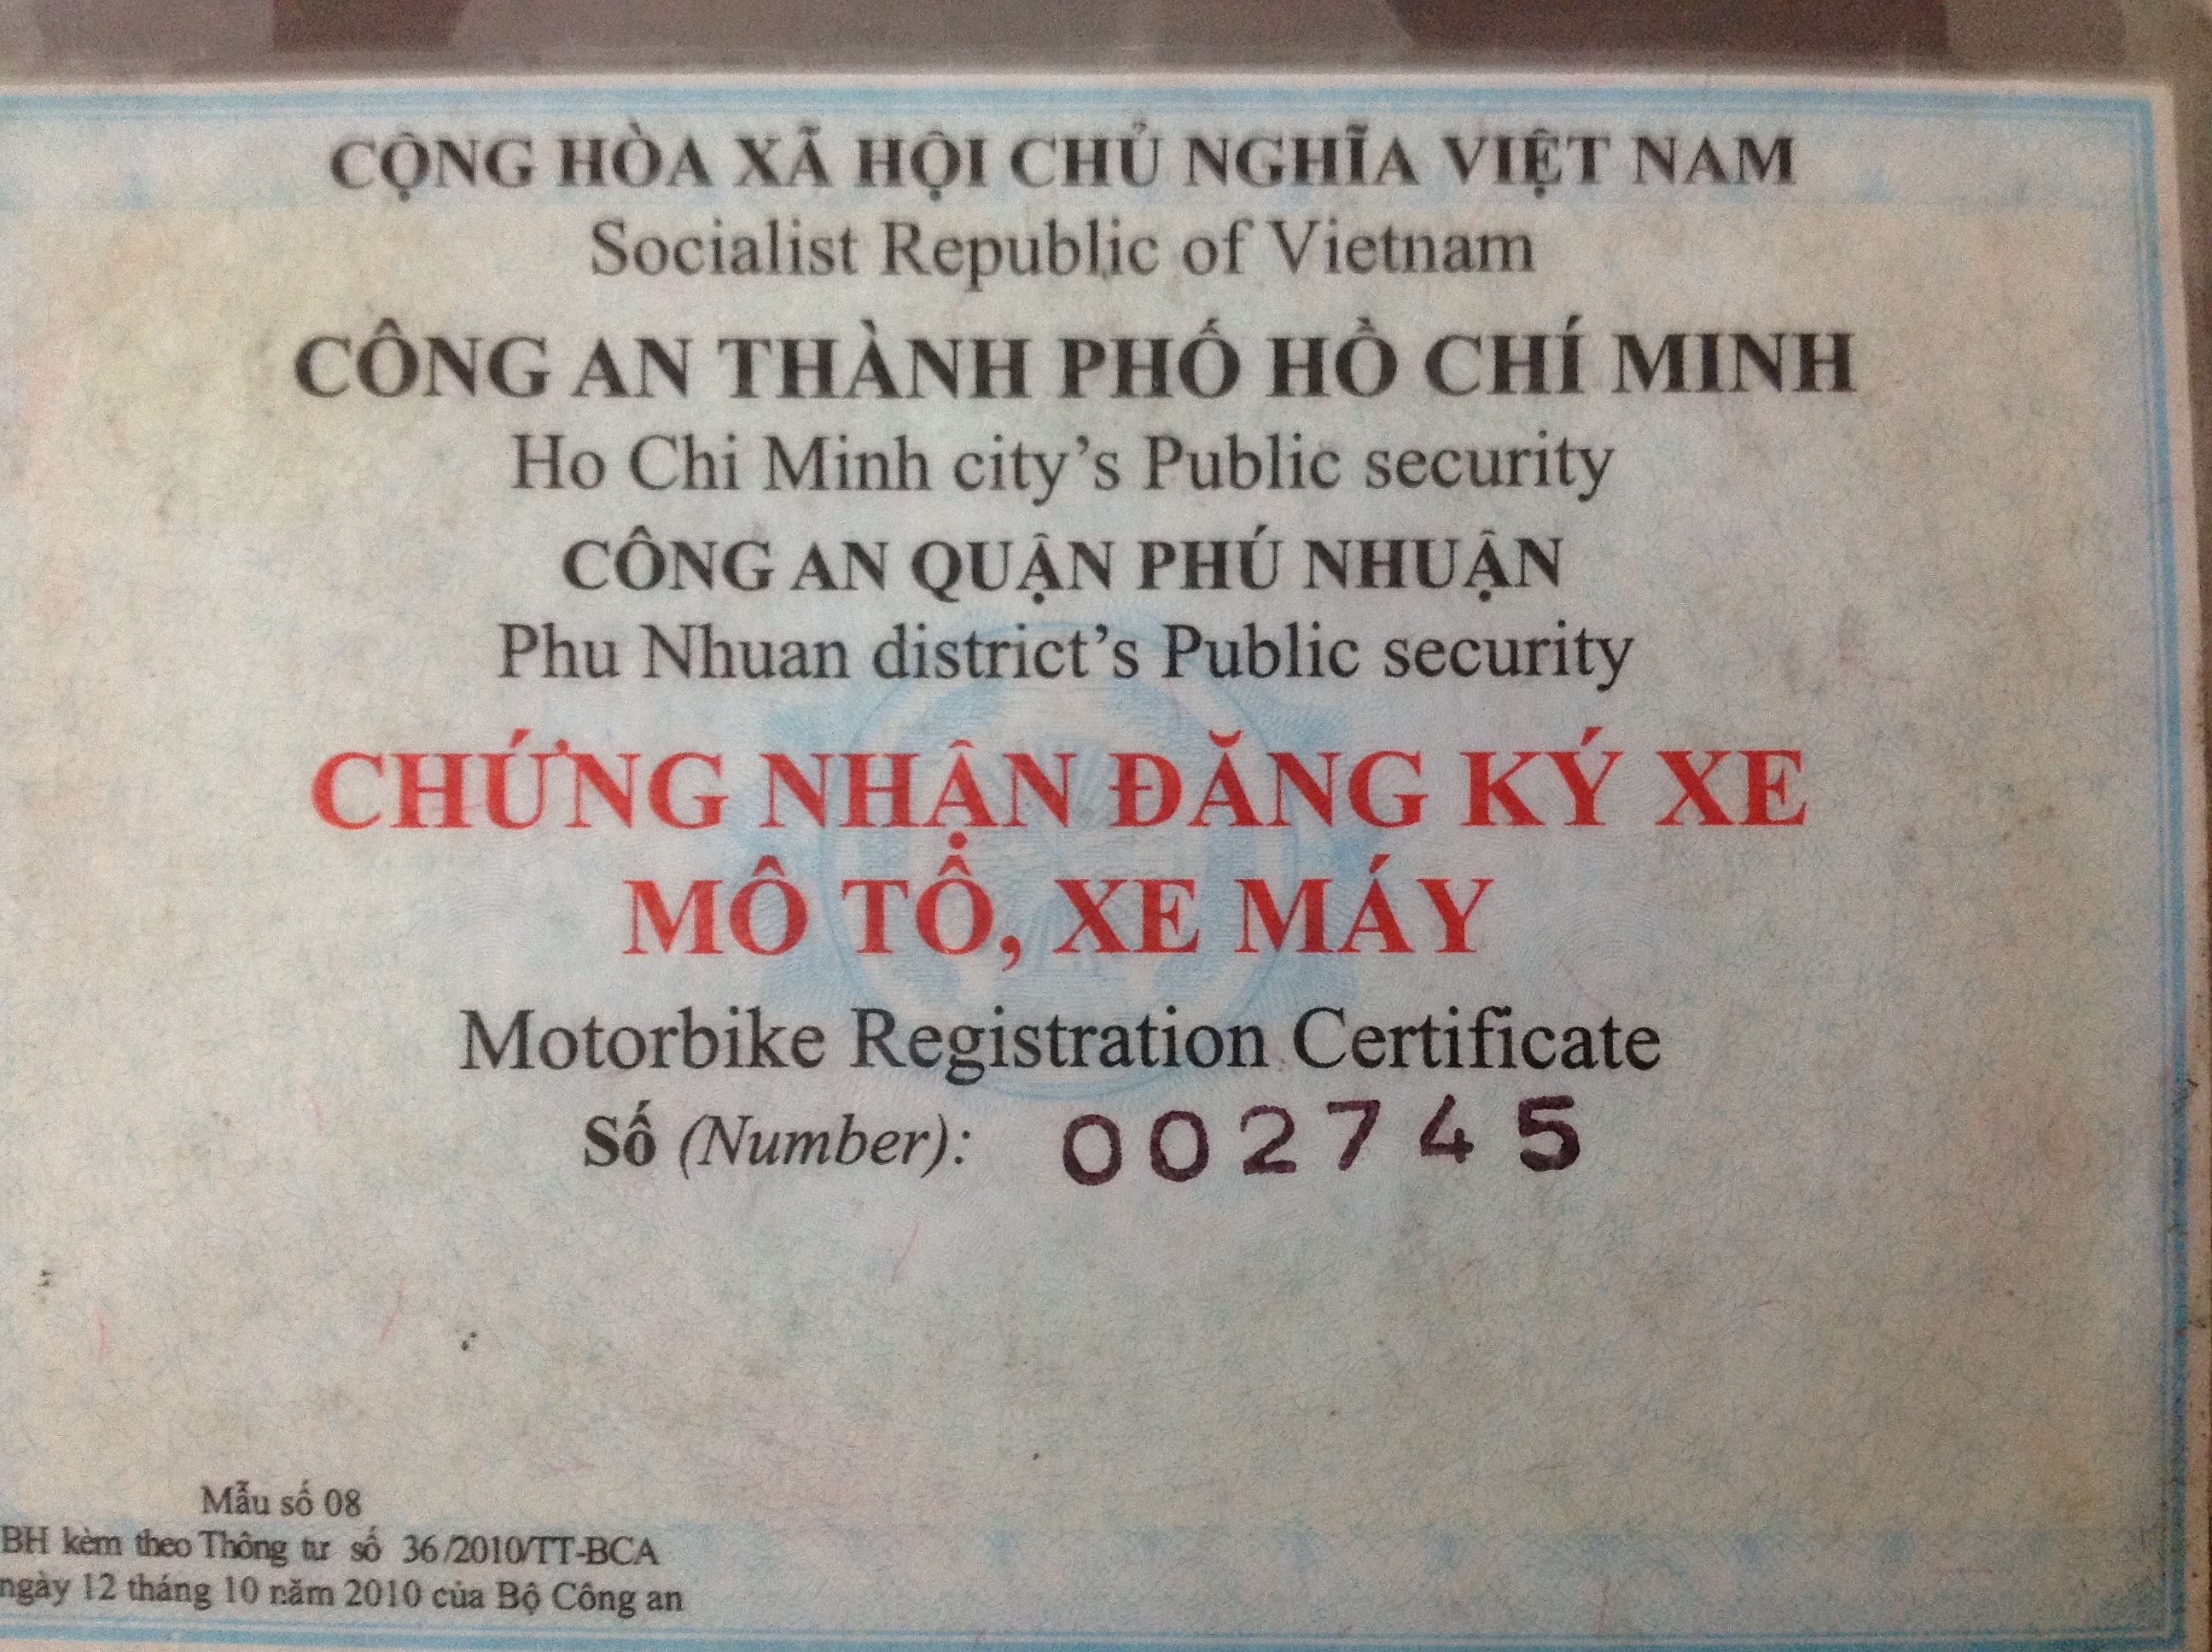 CỘNG HÒA XÃ HỘI CHỦ NGHĨA VIỆT NAM
Socialist Republic of Vietnam
CÔNG AN THÀNH PHỐ HỒ CHÍ MINH
Ho Chi Minh city’s Public security
CÔNG AN QUẬN PHÚ NHUẬN
Phu Nhuan district’s Public security
CHỨNG NHẬN ĐĂNG KÝ XE
MÔ TÔ, XE MÁY
Motorbike Registration Certificate
Số (Number): 002745
Mẫu số 08
BH kèm theo Thông tư số 36/2010/TT-BCA
ngày 12 tháng 10 năm 2010 của Bộ Công an